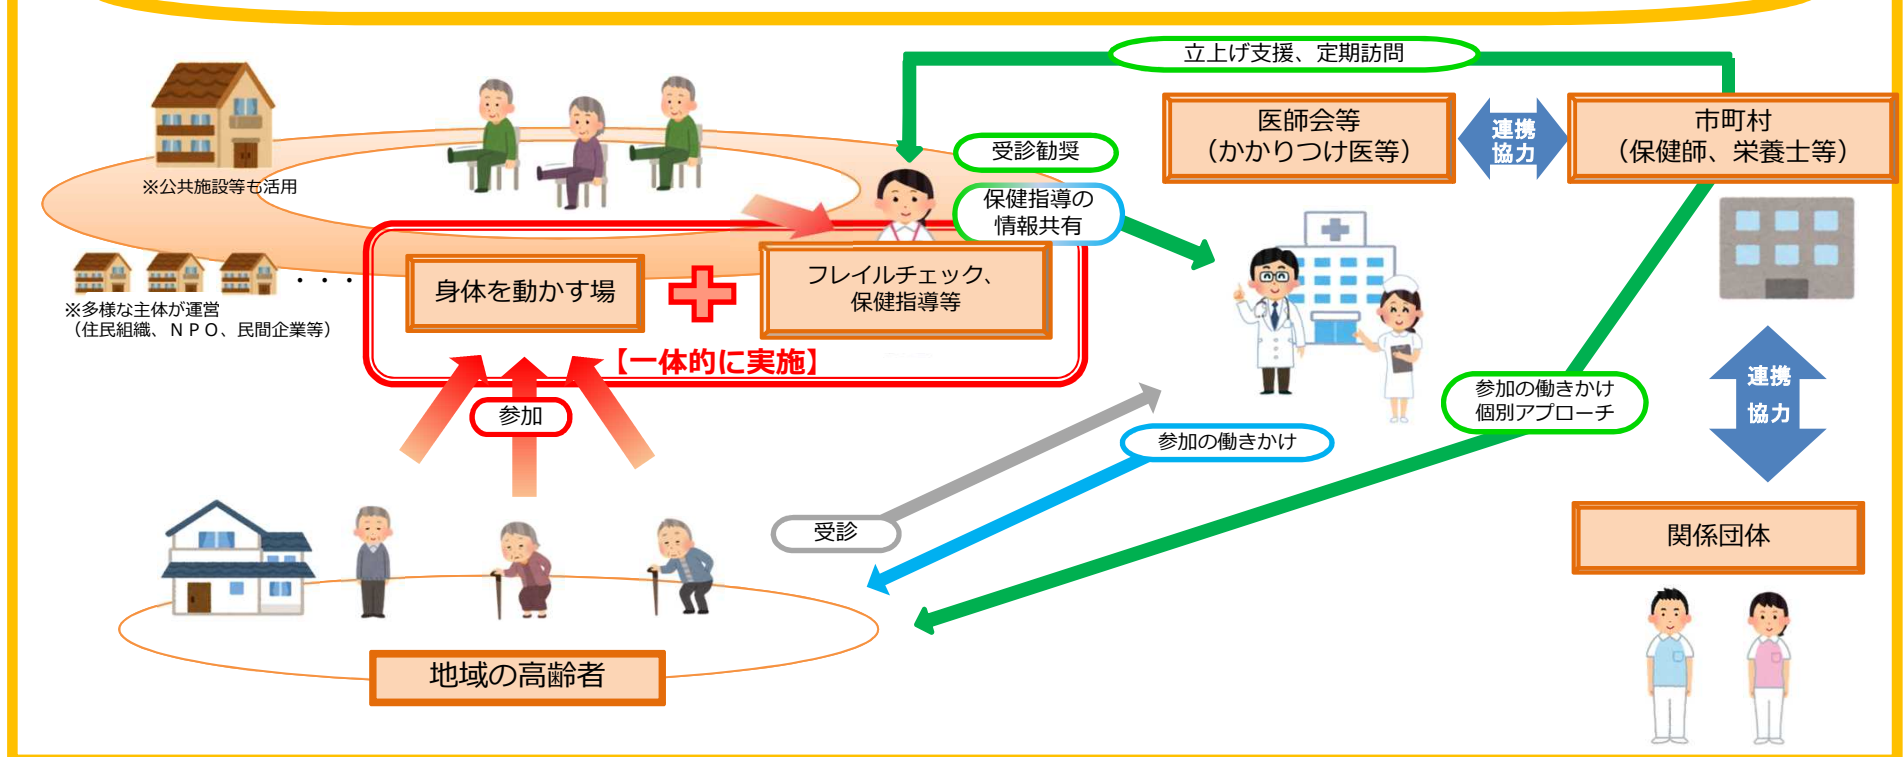 立上げ支援、定期訪問
医師会等
（かかりつけ医等）
連携
協力
市町村
（保健師、栄養士等）
受診勧奨
※公共施設等も活用
保健指導の
情報共有
身体を動かす場
フレイルチェック、
保健指導等
・・・
※多様な主体が運営
（住民組織、ＮＰＯ、民間企業等）
【一体的に実施】
参加
参加の働きかけ
個別アプローチ
連携
協力
参加の働きかけ
受診
関係団体
地域の高齢者